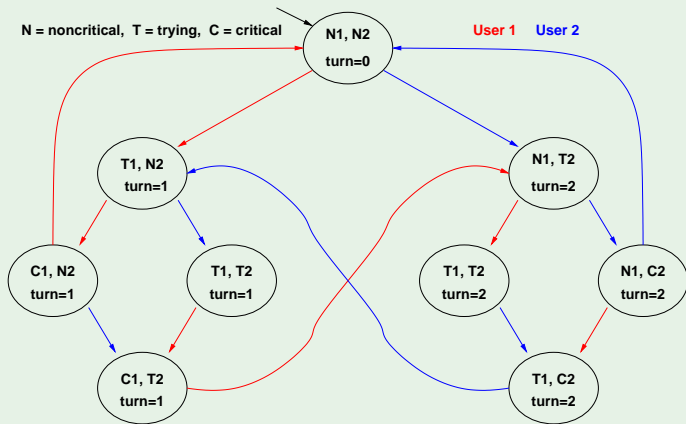 N = noncritical, T = trying, C = critical
User 1 User 2
N1, N2
turn=0
T1, N2
turn=1
N1, T2
turn=2
C1, N2
turn=1
T1, T2
turn=1
T1, T2
turn=2
N1, C2
turn=2
C1, T2
turn=1
T1, C2
turn=2